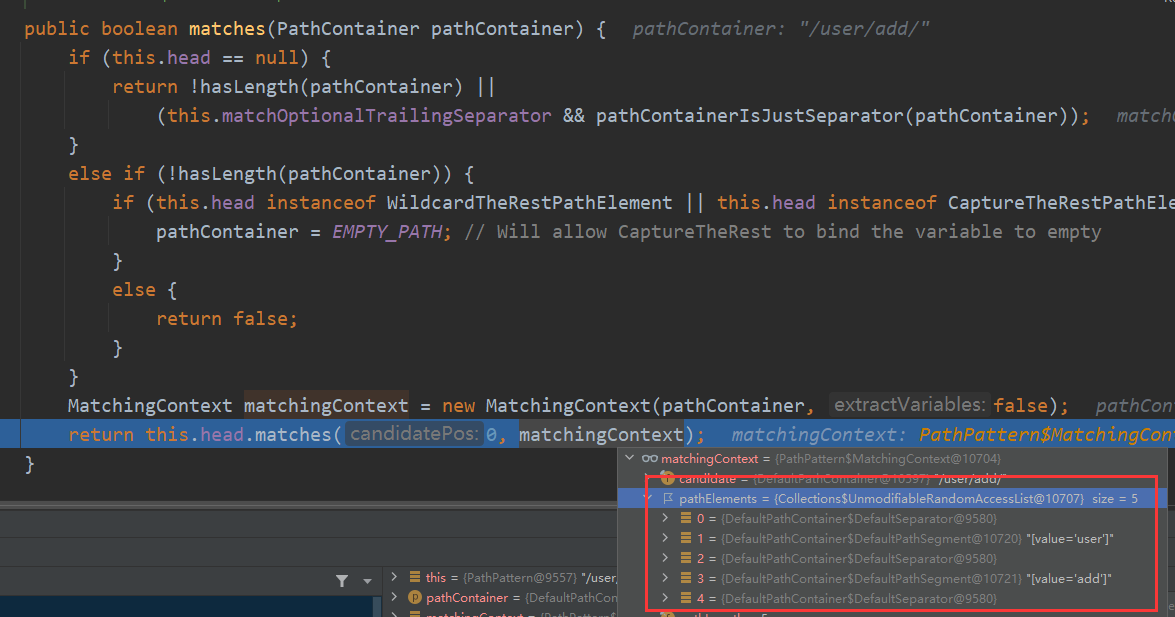 public boolean matches(PathContainer pathContainer) {  pathContainer: "/user/add/"
if (this.head == null) {
return !hasLength(pathContainer) ||
(this.matchOptionalTrailingSeparator && pathContainerIsJustSeparator(pathContainer));  match
}
else if (!hasLength(pathContainer)) {
if (this.head instanceof WildcardTheRestPathElement || this.head instanceof CaptureTheRestPathEle
pathContainer = EMPTY_PATH; // Will allow CaptureTheRest to bind the variable to empty
}
else {
return false;
}
}
MatchingContext matchingContext = new MatchingContext(pathContainer, extractVariables: false);  pathCon
return this.head.matches( candidatePos: 0, matchingContext);  matchingContext: PathPattern$MatchingCon
}
matchingContext = {PathPattern$MatchingContext@10704}
candidate = {DefaultPathContainer@10597} "/user/add/"
pathElements = {Collections$UnmodifiableRandomAccessList@10707}  size = 5
0 = {DefaultPathContainer$DefaultSeparator@9580}
1 = {DefaultPathContainer$DefaultPathSegment@10720} "[value='user']"
2 = {DefaultPathContainer$DefaultSeparator@9580}
3 = {DefaultPathContainer$DefaultPathSegment@10721} "[value='add']"
4 = {DefaultPathContainer$DefaultSeparator@9580}
this = {PathPattern@9557} "/user
pathContainer = {DefaultPathCon